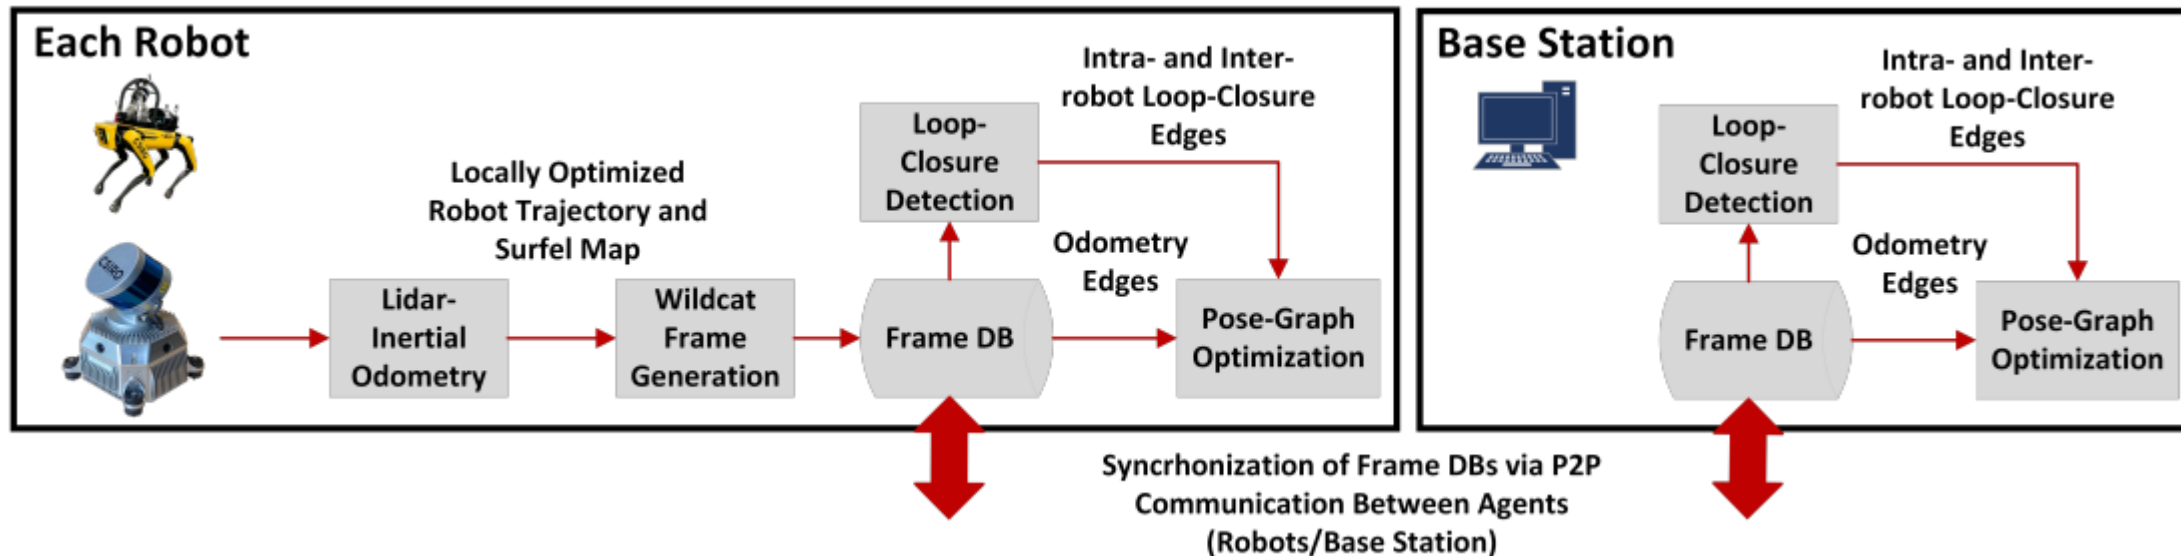 Each Robot
Locally Optimized
Robot Trajectory and
Surfel Map
Lidar-
Inertial
Odometry
Wildcat
Frame
Generation
Frame DB
Loop-
Closure
Detection
Intra- and Inter-
robot Loop-Closure
Edges
Odometry
Edges
Pose-Graph
Optimization
CSIRO
Base Station
Loop-
Closure
Detection
Intra- and Inter-
robot Loop-Closure
Edges
Odometry
Edges
Frame DB
Pose-Graph
Optimization
Syncrhonization of Frame DBs via P2P
Communication Between Agents
(Robots/Base Station)